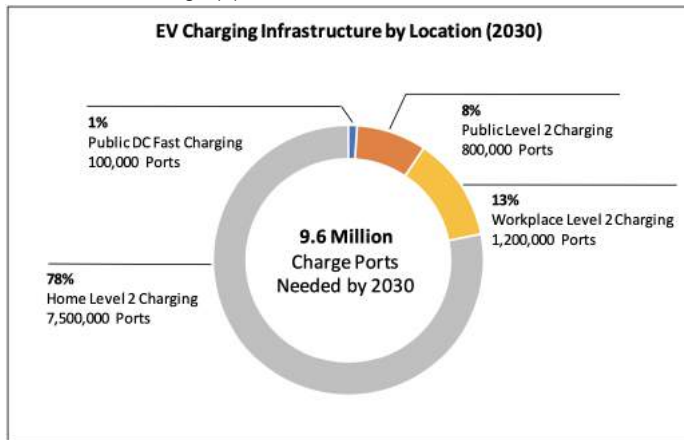 EV Charging Infrastructure by Location (2030)
1%
Public DC Fast Charging
100,000 Ports
8%
Public Level 2 Charging
800,000 Ports
13%
Workplace Level 2 Charging
1,200,000 Ports
9.6 Million
Charge Ports
Needed by 2030
78%
Home Level 2 Charging
7,500,000 Ports